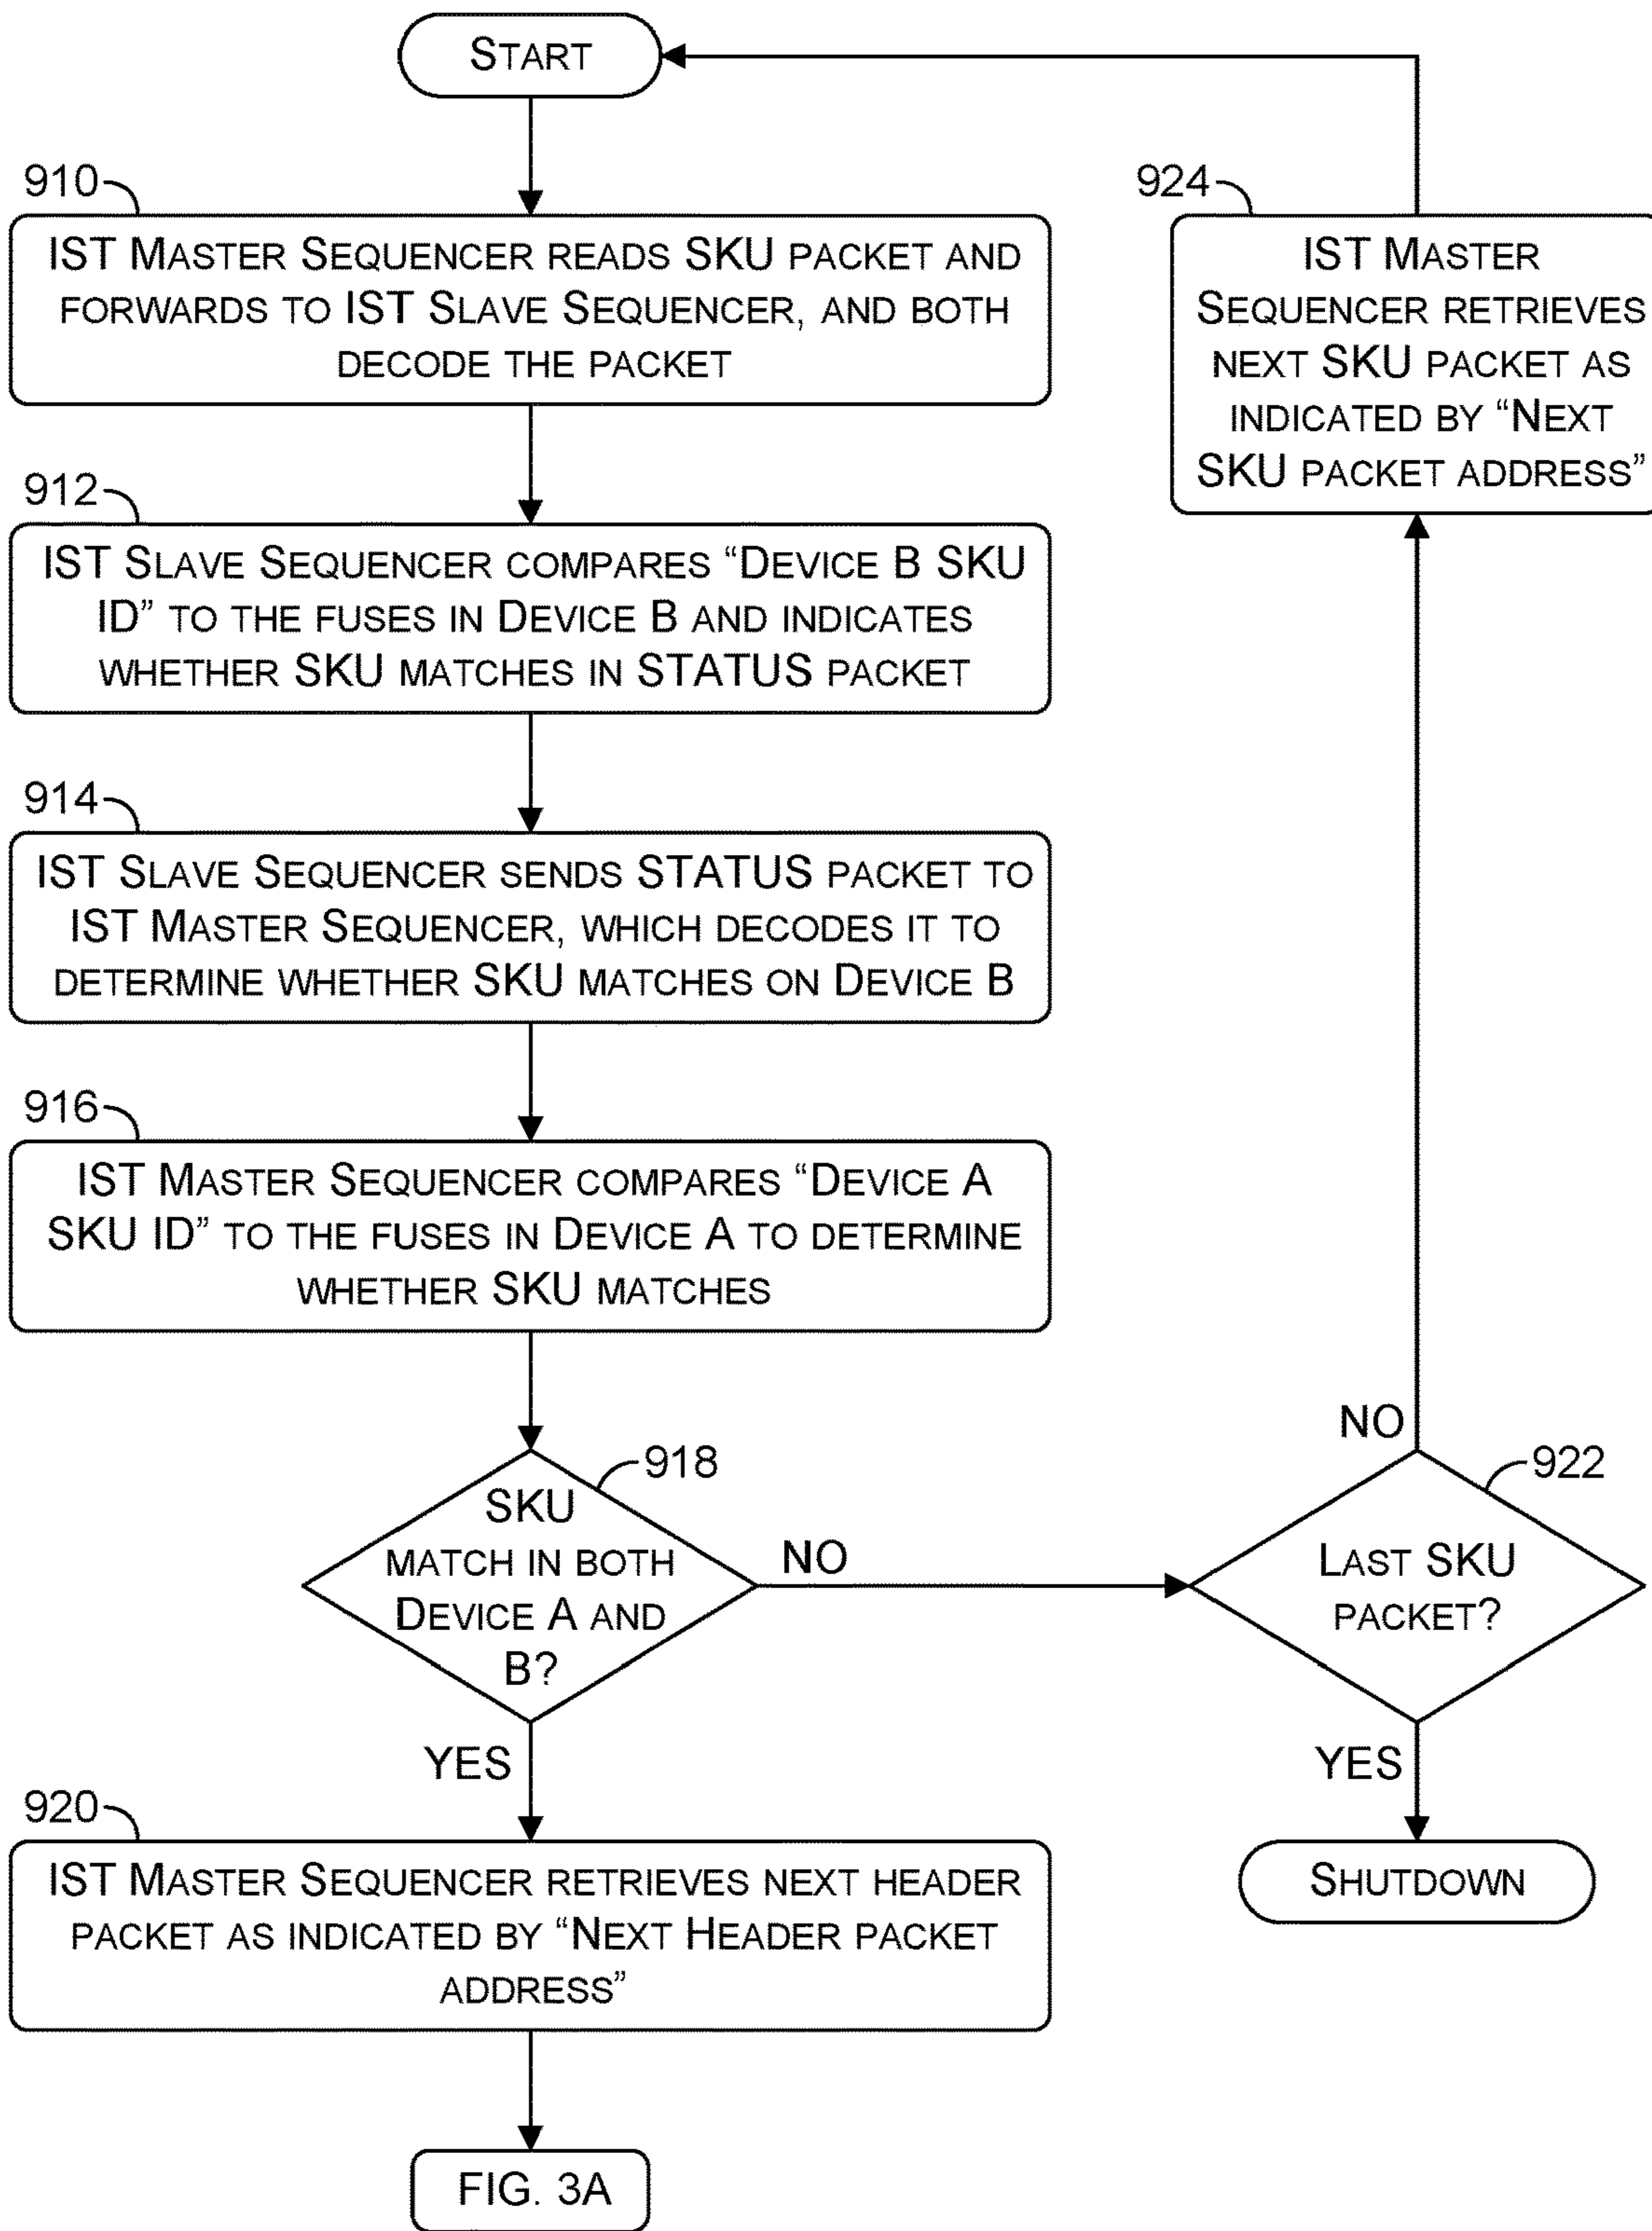 START
910
924
IST MASTER SEQUENCER READS SKU PACKET AND
FORWARDS TO IST SLAVE SEQUENCER, AND BOTH
DECODE THE PACKET
IST MASTER
SEQUENCER RETRIEVES
NEXT SKU PACKET AS
INDICATED BY “NEXT
SKU PACKET ADDRESS”
912
IST SLAVE SEQUENCER COMPARES “DEVICE B SKU
ID” TO THE FUSES IN DEVICE B AND INDICATES
WHETHER SKU MATCHES IN STATUS PACKET
914
IST SLAVE SEQUENCER SENDS STATUS PACKET TO
IST MASTER SEQUENCER, WHICH DECODES IT TO
DETERMINE WHETHER SKU MATCHES ON DEVICE B
916
IST MASTER SEQUENCER COMPARES “DEVICE A
SKU ID” TO THE FUSES IN DEVICE A TO DETERMINE
WHETHER SKU MATCHES
918
SKU
MATCH IN BOTH
DEVICE A AND
B?
NO
NO
922
LAST SKU
PACKET?
YES
YES
920
IST MASTER SEQUENCER RETRIEVES NEXT HEADER
PACKET AS INDICATED BY “NEXT HEADER PACKET
ADDRESS”
SHUTDOWN
FIG. 3A